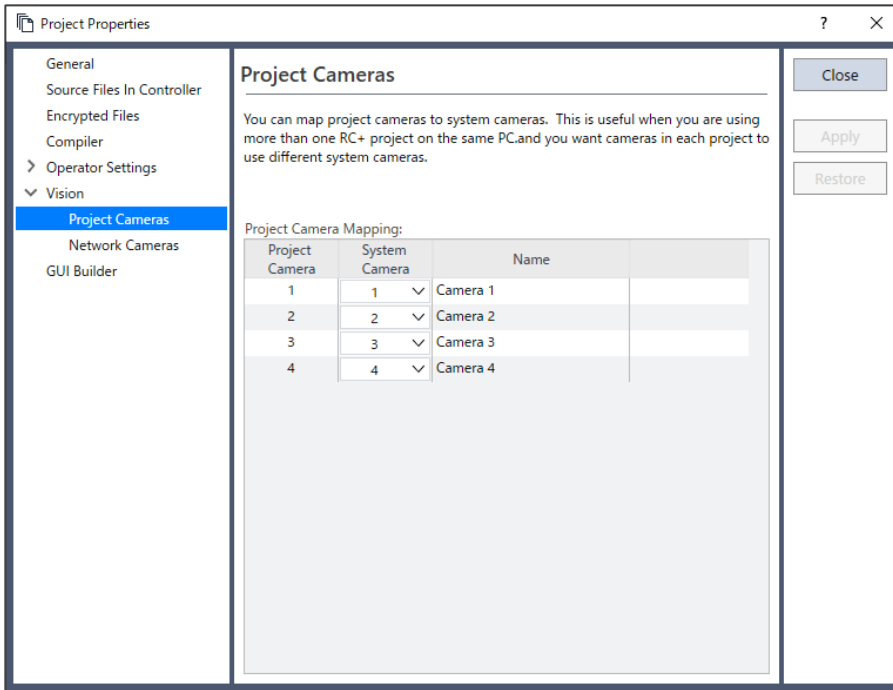 Project Properties
?
General
Source Files In Controller
Encrypted Files
Compiler
Operator Settings
Vision
Project Cameras
Network Cameras
GUI Builder
Project Cameras
You can map project cameras to system cameras. This is useful when you are using
more than one RC+ project on the same PC.and you want cameras in each project to
use different system cameras.
Project Camera Mapping:
Project Camera System Camera Name
1 1 Camera 1
2 2 Camera 2
3 3 Camera 3
4 4 Camera 4
Close
Apply
Restore